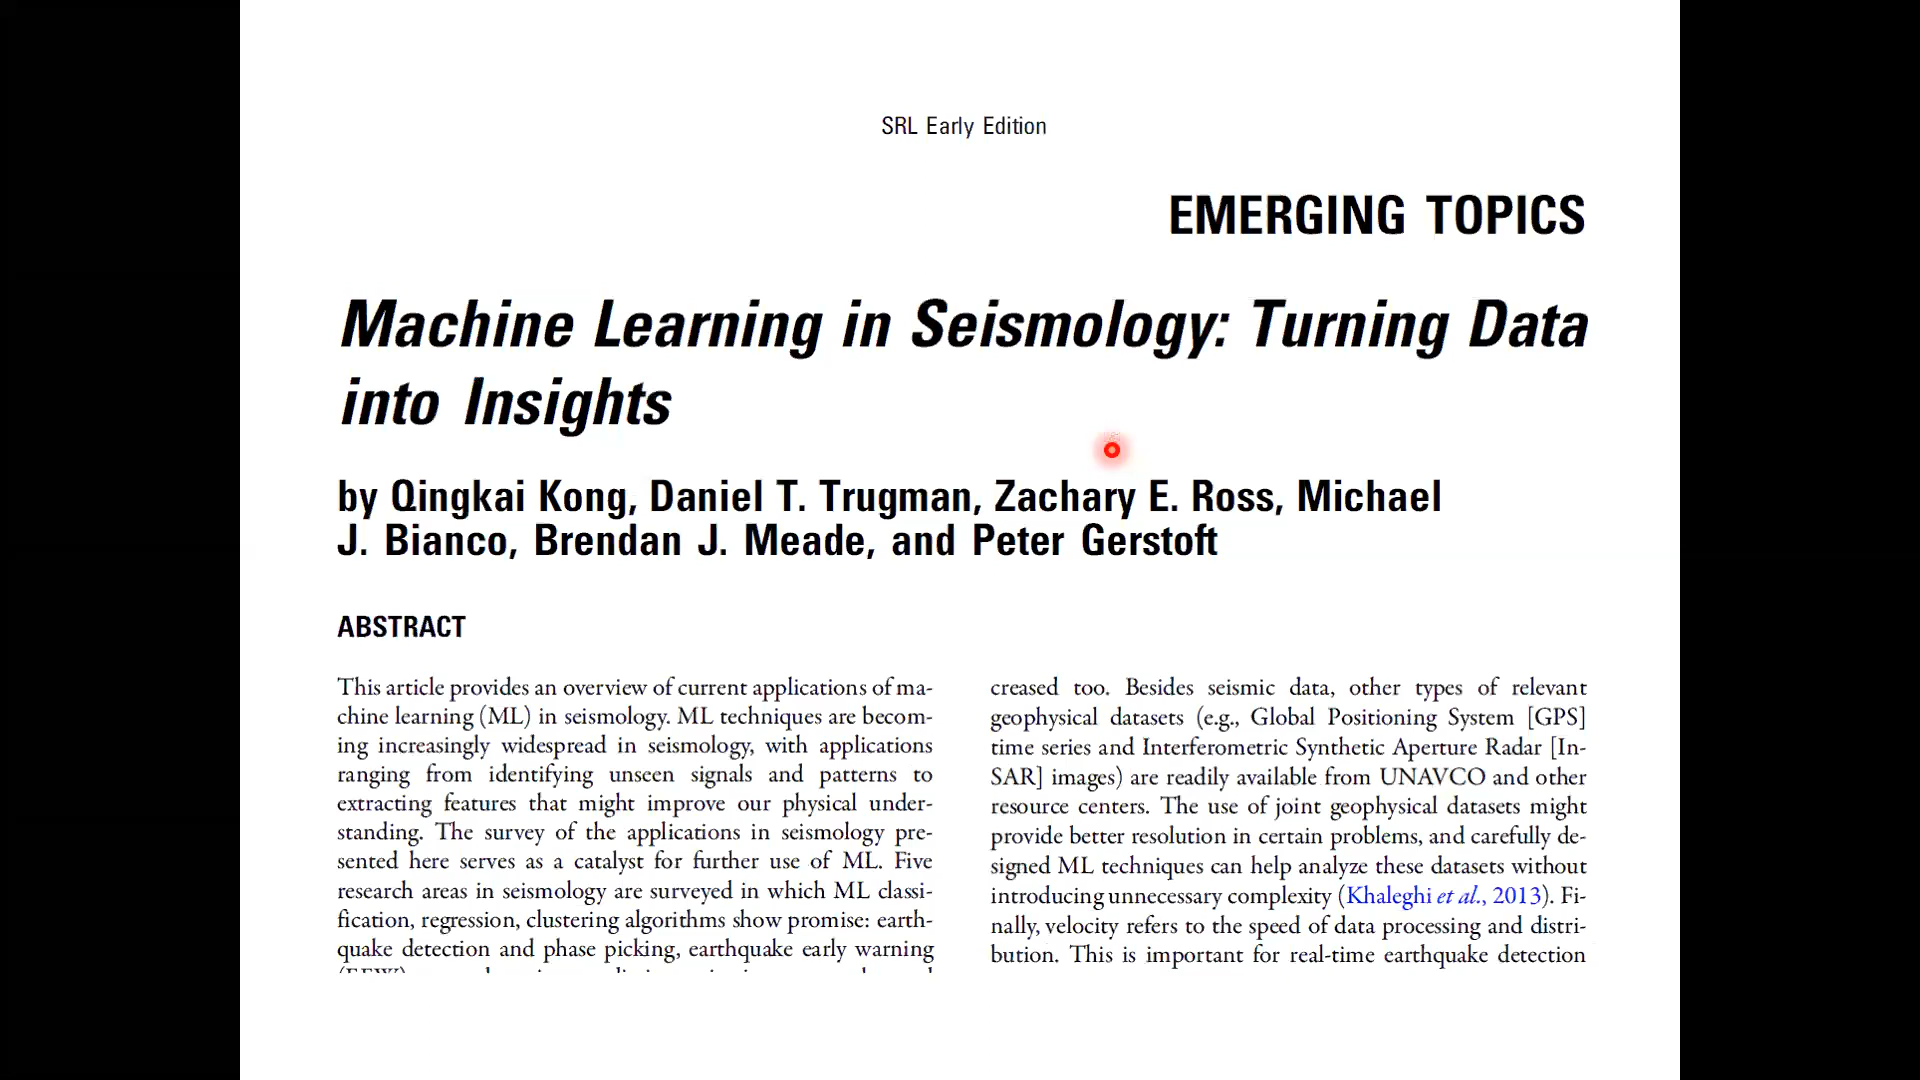 SRL Early Edition
EMERGING TOPICS
Machine Learning in Seismology: Turning Data
into Insights
by Qingkai Kong, Daniel T. Trugman, Zachary E. Ross, Michael
J. Bianco, Brendan J. Meade, and Peter Gerstoft
ABSTRACT
This article provides an overview of current applications of ma-
chine learning (ML) in seismology. ML techniques are becom-
ing increasingly widespread in seismology, with applications
ranging from identifying unseen signals and patterns to
extracting features that might improve our physical under-
standing. The survey of the applications in seismology pre-
sented here serves as a catalyst for further use of ML. Five
research areas in seismology are surveyed in which ML classi-
fication, regression, clustering algorithms show promise: earth-
quake detection and phase picking, earthquake early warning
creased too. Besides seismic data, other types of relevant
geophysical datasets (e.g., Global Positioning System [GPS]
time series and Interferometric Synthetic Aperture Radar [In-
SAR] images) are readily available from UNAVCO and other
resource centers. The use of joint geophysical datasets might
provide better resolution in certain problems, and carefully de-
signed ML techniques can help analyze these datasets without
introducing unnecessary complexity (Khaleghi et al., 2013). Fi-
nally, velocity refers to the speed of data processing and distri-
bution. This is important for real-time earthquake detection